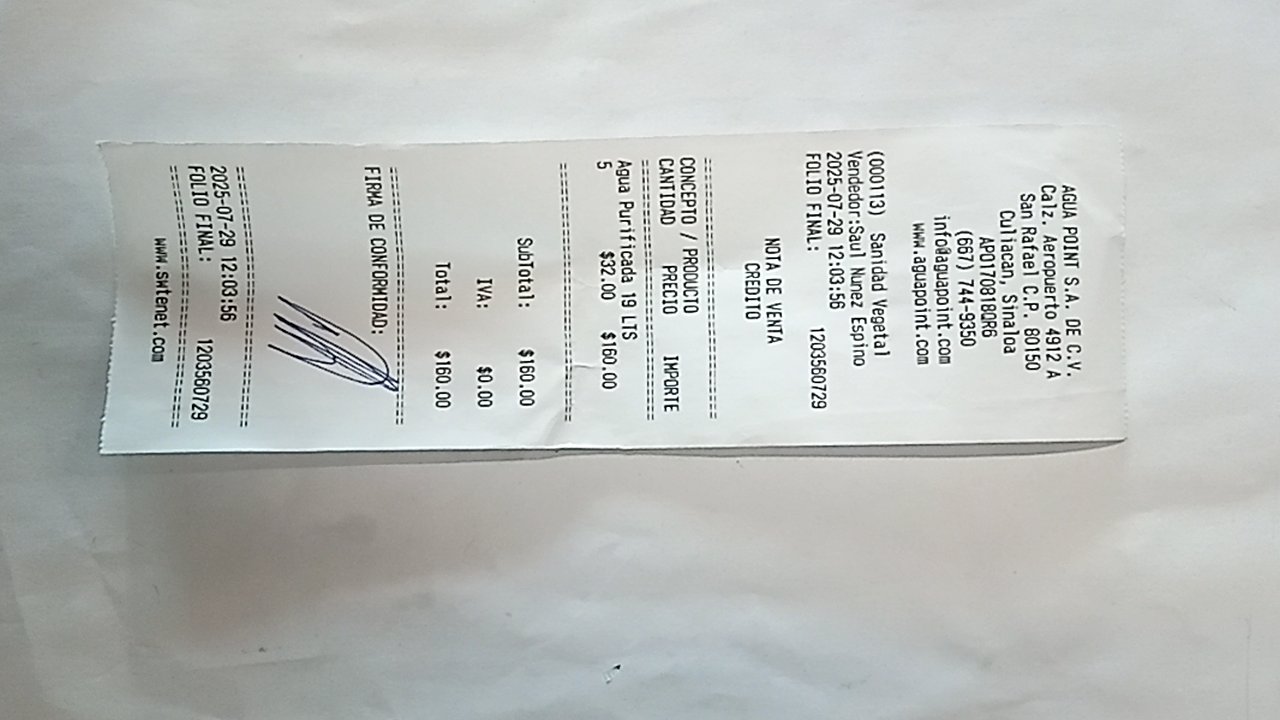 AGUA POINT S.A. DE C.V.
Calz. Aeropuerto 4912 A
San Rafael C.P. 80150
Culiacan, Sinaloa
APO170818QR6
(667) 744-9350
info@aguapoint.com
www.aguapoint.com
(000113) Sanidad Vegetal
Vendedor:Saul Nunez Espino
2025-07-29 12:03:56
FOLIO FINAL: 1203560729
NOTA DE VENTA
CREDITO
================================
CONCEPTO / PRODUCTO
CANTIDAD PRECIO IMPORTE
================================
Agua Purificada 19 LTS
5 $32.00 $160.00
================================
SubTotal: $160.00
IVA: $0.00
Total: $160.00
================================
FIRMA DE CONFORMIDAD:
================================
2025-07-29 12:03:56
FOLIO FINAL: 1203560729
================================
www.swtenet.com